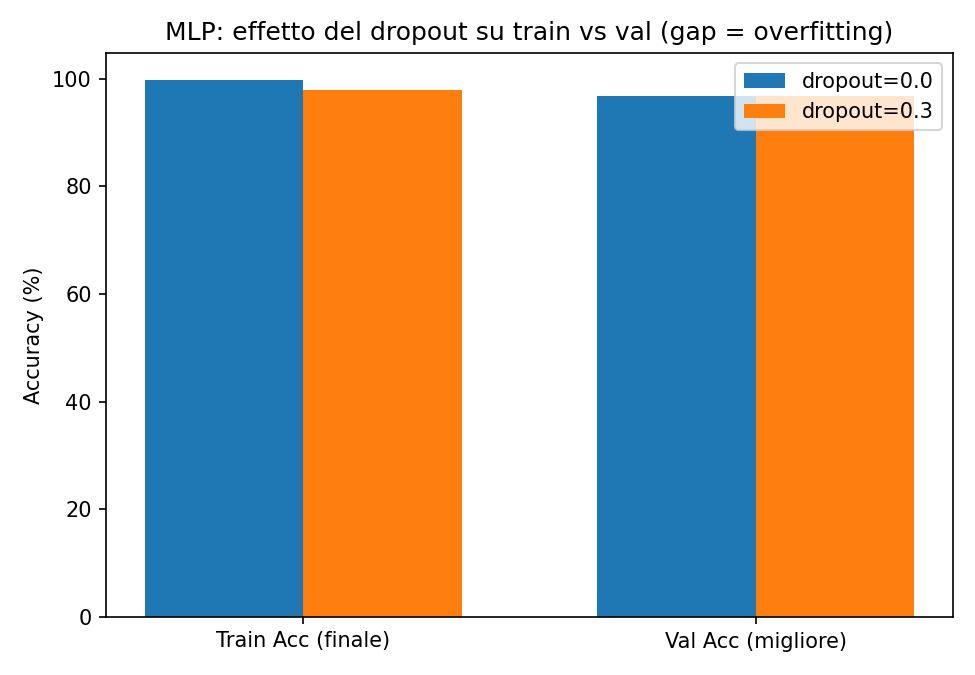 MLP: effetto del dropout su train vs val (gap = overfitting)
dropout=0.0
dropout=0.3
Accuracy (%)
100
80
60
40
20
0
Train Acc (finale)
Val Acc (migliore)